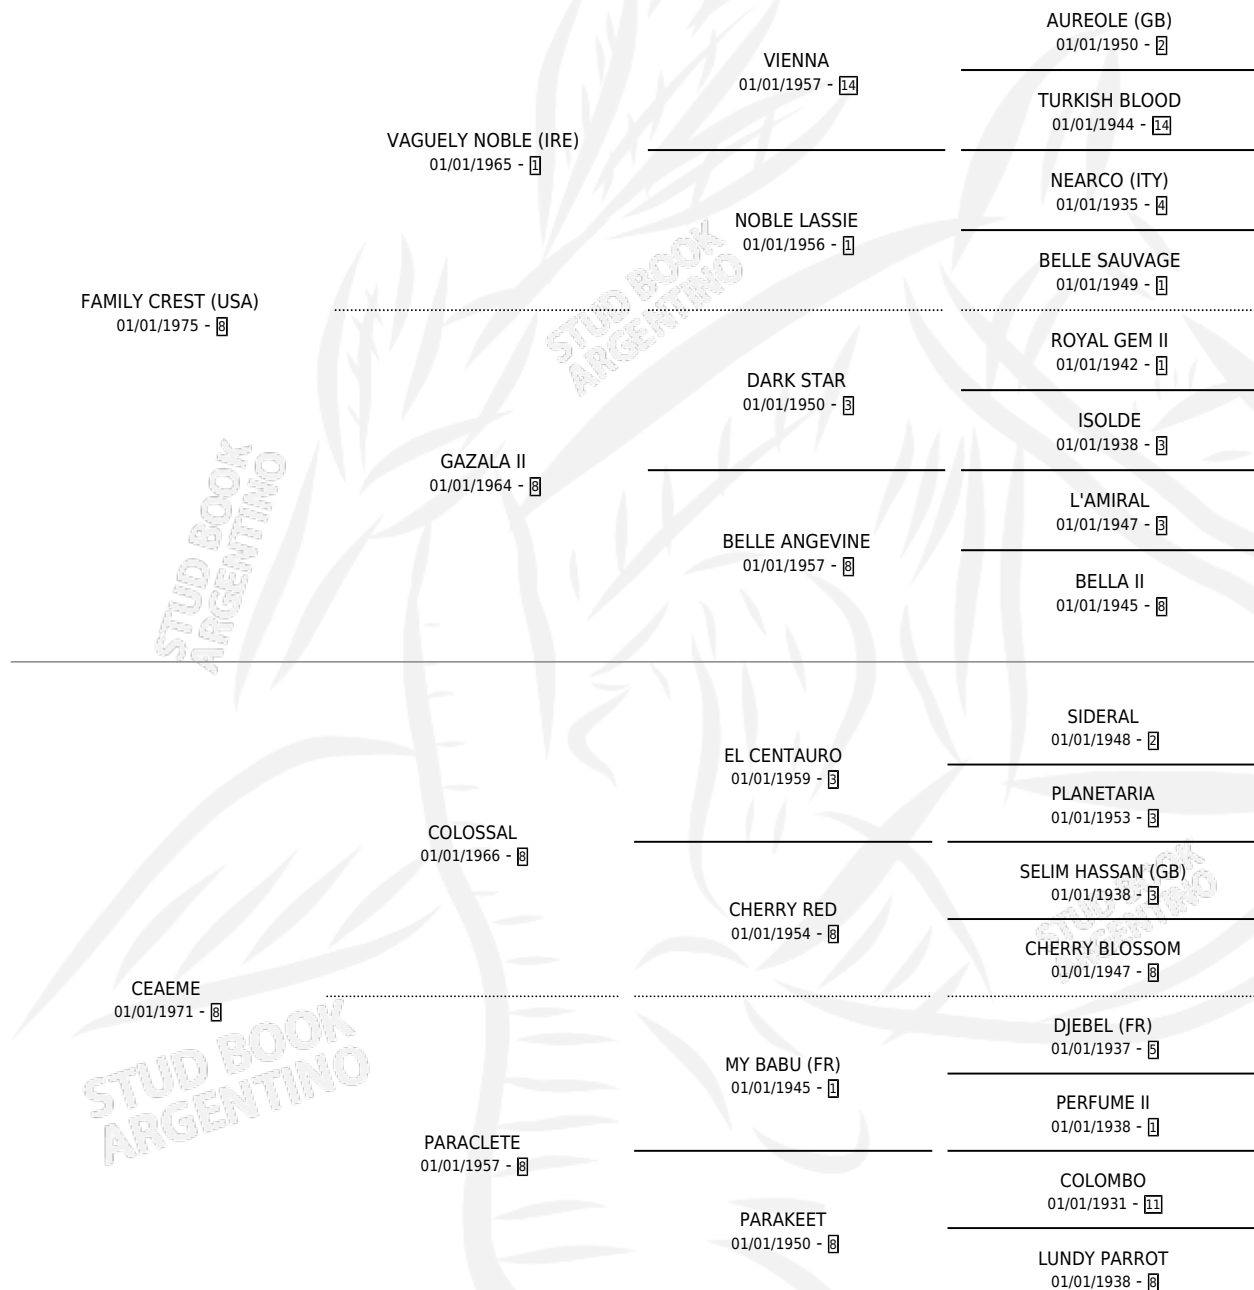 AUREOLE (GB)
01/01/1950 - 2
VIENNA
01/01/1957 - 14
TURKISH BLOOD
01/01/1944 - 14
VAGUELY NOBLE (IRE)
01/01/1965 - 1
NEARCO (ITY)
01/01/1935 - 4
NOBLE LASSIE
01/01/1956 - 1
BELLE SAUVAGE
01/01/1949 - 1
FAMILY CREST (USA)
01/01/1975 - 8
ROYAL GEM II
01/01/1942 - 1
DARK STAR
01/01/1950 - 3
ISOLDE
01/01/1938 - 3
GAZALA II
01/01/1964 - 8
L'AMIRAL
01/01/1947 - 3
BELLE ANGEVINE
01/01/1957 - 8
BELLA II
01/01/1945 - 8
SIDERAL
01/01/1948 - 2
EL CENTAURO
01/01/1959 - 3
PLANETARIA
01/01/1953 - 3
COLOSSAL
01/01/1966 - 8
SELIM HASSAN (GB)
01/01/1938 - 3
CHERRY RED
01/01/1954 - 8
CHERRY BLOSSOM
01/01/1947 - 8
CEAEME
01/01/1971 - 8
DJEBEL (FR)
01/01/1937 - 5
MY BABU (FR)
01/01/1945 - 1
PERFUME II
01/01/1938 - 1
PARACLETE
01/01/1957 - 8
COLOMBO
01/01/1931 - 11
PARAKEET
01/01/1950 - 8
LUNDY PARROT
01/01/1938 - 8
STUD BOOK
ARGENTINO
STUD BOOK
ARGENTINO
STUD BOOK
ARGENTINO
STUD BOOK
ARGENTINO